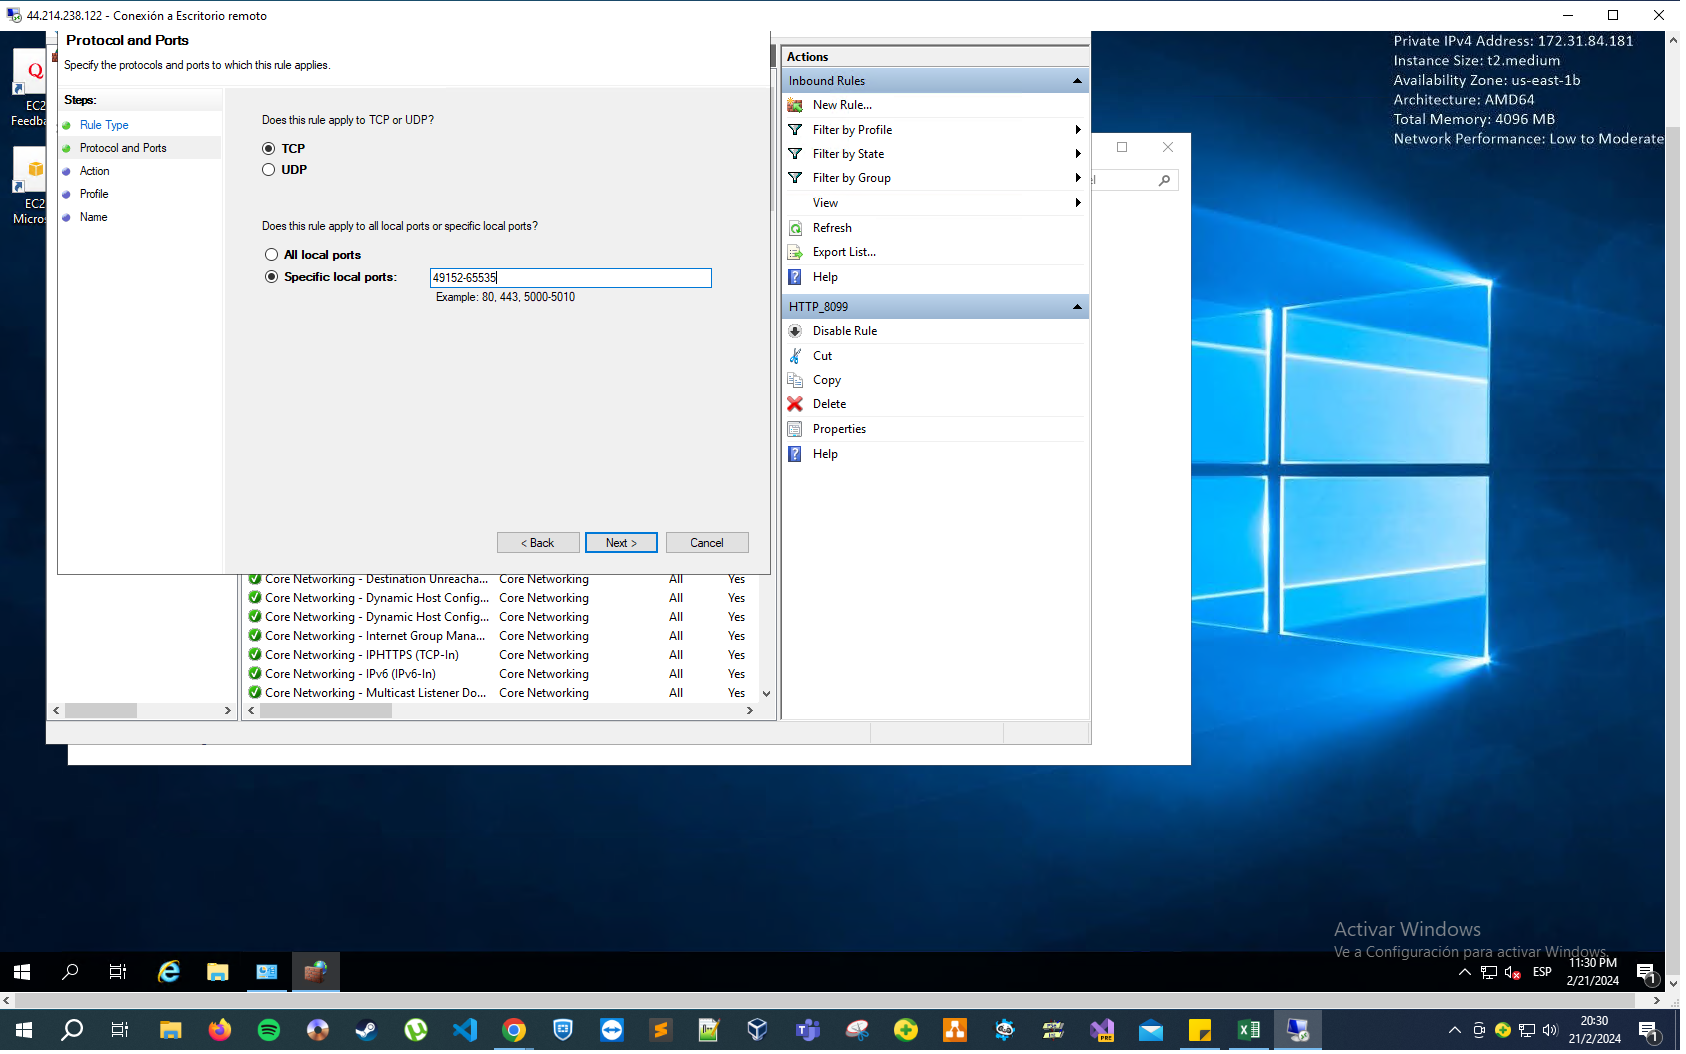 44.214.238.122 - Conexión a Escritorio remoto
Private IPv4 Address: 172.31.84.181
Instance Size: t2.medium
Availability Zone: us-east-1b
Architecture: AMD64
Total Memory: 4096 MB
Network Performance: Low to Moderate
EC2
Feedba
EC2
Micros
Protocol and Ports
Specify the protocols and ports to which this rule applies.
Steps:
Rule Type
Protocol and Ports
Action
Profile
Name
Does this rule apply to TCP or UDP?
TCP
UDP
Does this rule apply to all local ports or specific local ports?
All local ports
Specific local ports:
49152-65535
Example: 80, 443, 5000-5010
< Back
Next >
Cancel
Core Networking - Destination Unreacha... Core Networking All Yes
Core Networking - Dynamic Host Config... Core Networking All Yes
Core Networking - Dynamic Host Config... Core Networking All Yes
Core Networking - Internet Group Mana... Core Networking All Yes
Core Networking - IPHTTPS (TCP-In) Core Networking All Yes
Core Networking - IPv6 (IPv6-In) Core Networking All Yes
Core Networking - Multicast Listener Do... Core Networking All Yes
Actions
Inbound Rules
New Rule...
Filter by Profile
Filter by State
Filter by Group
View
Refresh
Export List...
Help
HTTP_8099
Disable Rule
Cut
Copy
Delete
Properties
Help
Activar Windows
Ve a Configuración para activar Windows.
ESP
11:30 PM
2/21/2024
1
20:30
21/2/2024
1